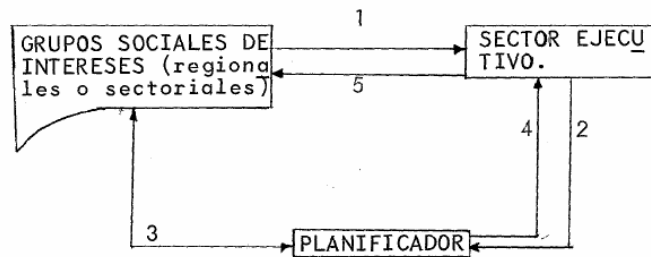 1
GRUPOS SOCIALES DE
INTERESES (regiona
les o sectoriales)
SECTOR EJECU
TIVO.
5
4
2
3
PLANIFICADOR